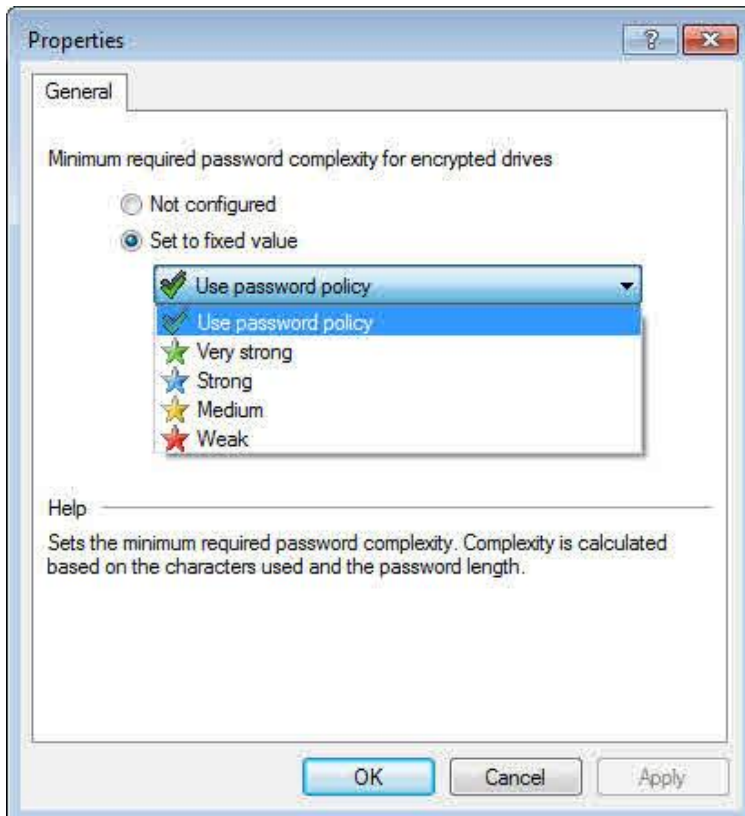 Properties
General
Minimum required password complexity for encrypted drives
Not configured
Set to fixed value
Use password policy
Use password policy
Very strong
Strong
Medium
Weak
Help
Sets the minimum required password complexity. Complexity is calculated
based on the characters used and the password length.
OK Cancel Apply